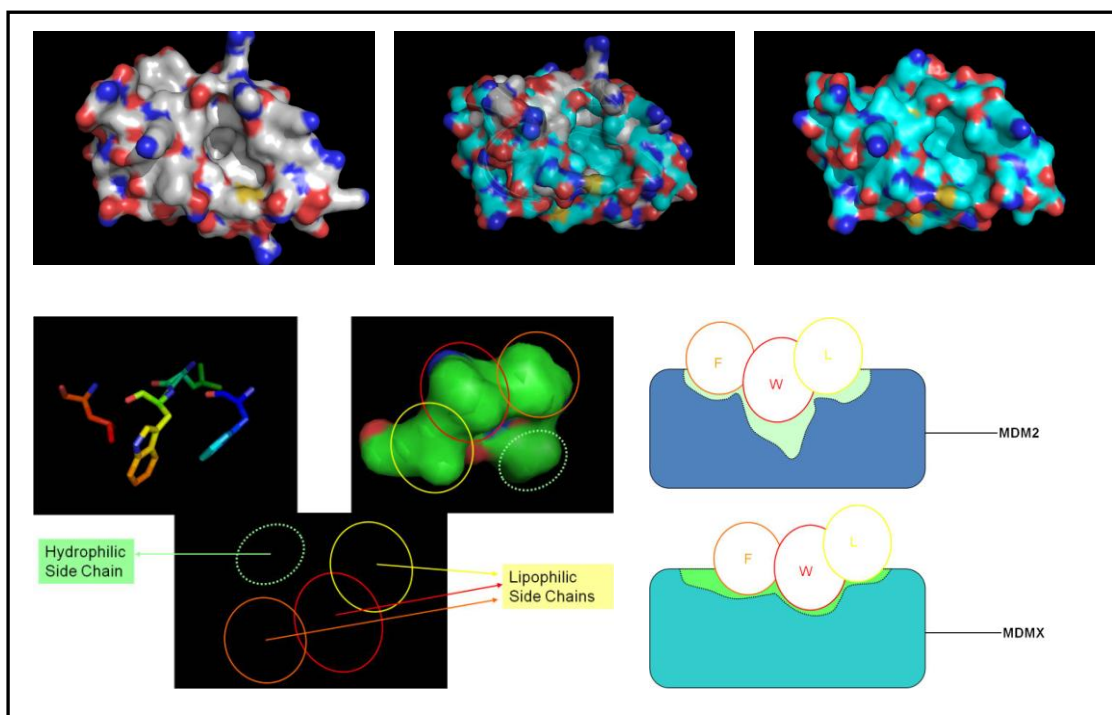 F
W
L
MDM2
Hydrophilic
Side Chain
Lipophilic
Side Chains
F
W
L
MDMX